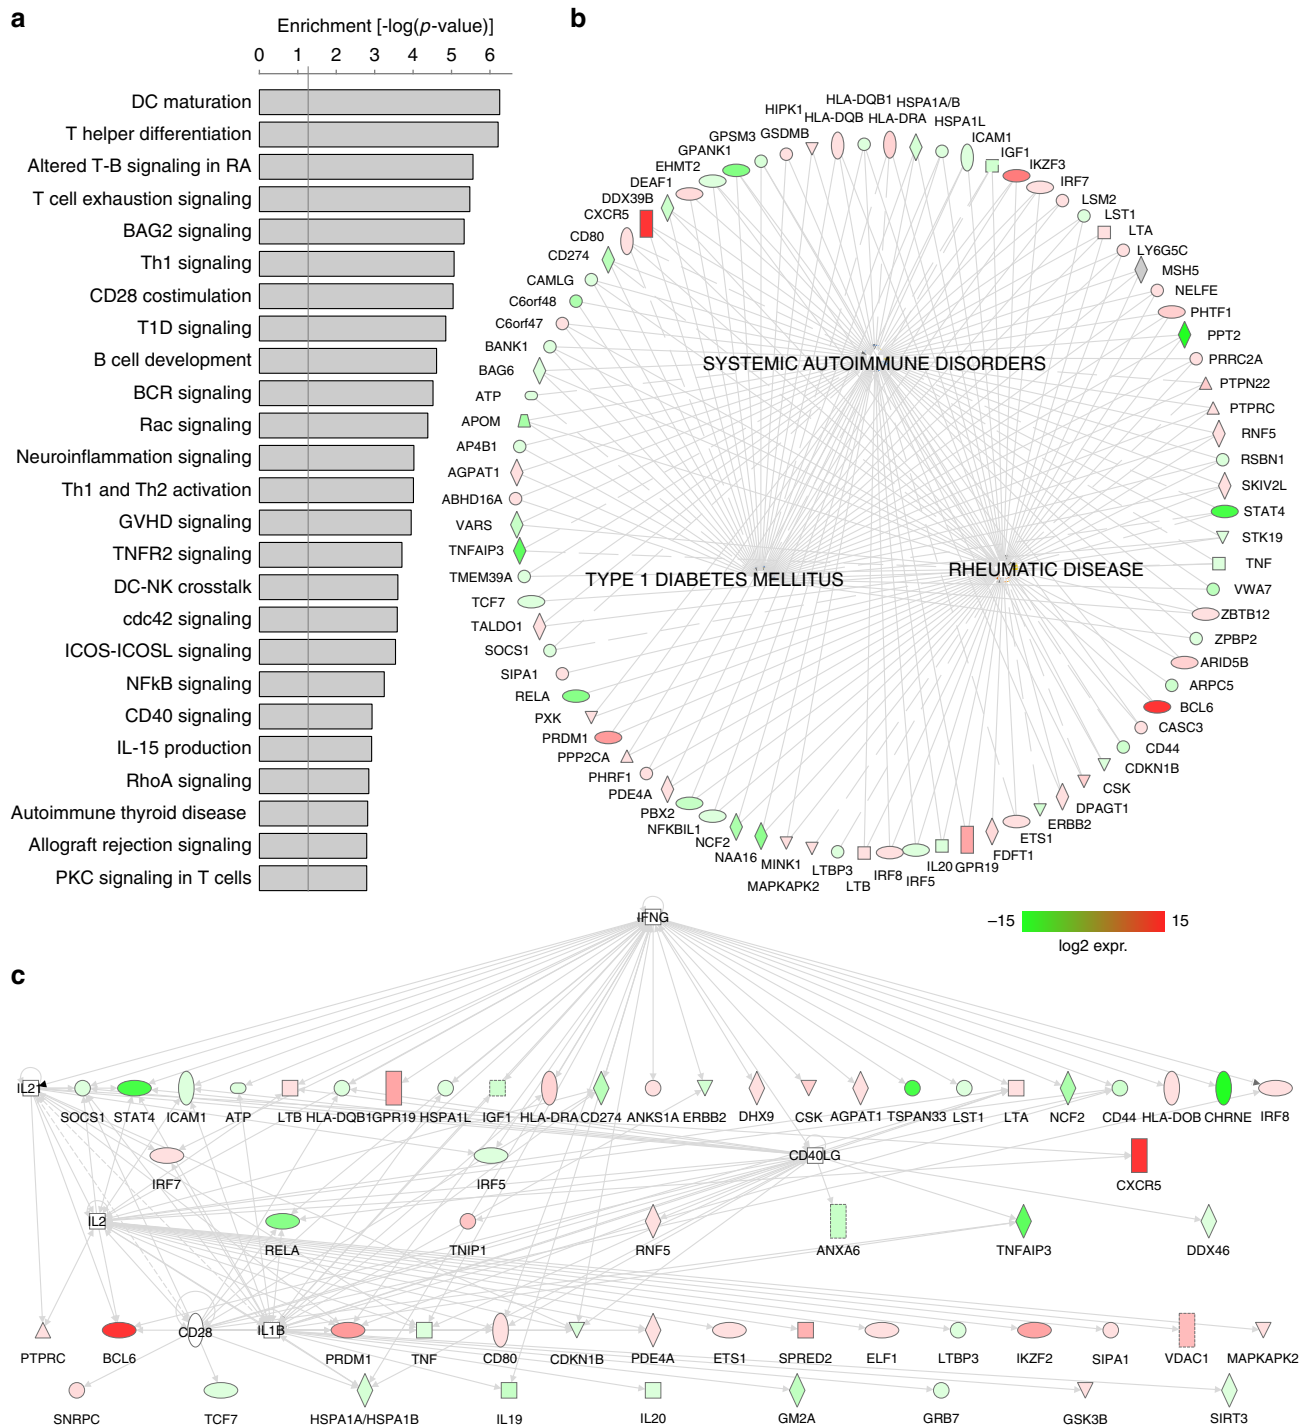 a
Enrichment [-log(p-value)]
0 1 2 3 4 5 6
DC maturation
T helper differentiation
Altered T-B signaling in RA
T cell exhaustion signaling
BAG2 signaling
Th1 signaling
CD28 costimulation
T1D signaling
B cell development
BCR signaling
Rac signaling
Neuroinflammation signaling
Th1 and Th2 activation
GVHD signaling
TNFR2 signaling
DC-NK crosstalk
cdc42 signaling
ICOS-ICOSL signaling
NFkB signaling
CD40 signaling
IL-15 production
RhoA signaling
Autoimmune thyroid disease
Allograft rejection signaling
PKC signaling in T cells
b
HLA-DQB1
HSPA1A/B
HIPK1
HLA-DQB
HLA-DRA
HSPA1L
GSDMB
ICAM1
GPSM3
IGF1
GPANK1
IKZF3
EHMT2
IRF7
DEAF1
LSM2
DDX39B
LST1
CXCR5
LTA
CD80
LY6G5C
CD274
MSH5
CAMLG
NELFE
C6orf48
PHTF1
C6orf47
PPT2
BANK1
PRRC2A
BAG6
PTPN22
ATP
PTPRC
APOM
RNF5
AP4B1
RSBN1
AGPAT1
SKIV2L
ABHD16A
STAT4
VARS
STK19
TNFAIP3
TNF
TMEM39A
VWA7
TCF7
ZBTB12
TALDO1
ZPBP2
SOCS1
ARID5B
SIPA1
ARPC5
RELA
BCL6
PXK
CASC3
PRDM1
CD44
PPP2CA
CDKN1B
PHRF1
CSK
PDE4A
DPAGT1
PBX2
ERBB2
NFKBIL1
ETS1
NCF2
FDFT1
NAA16
GPR19
MINK1
IL20
MAPKAPK2
IRF5
LTBP3
IRF8
LTB
SYSTEMIC AUTOIMMUNE DISORDERS
TYPE 1 DIABETES MELLITUS
RHEUMATIC DISEASE
−15 15
log2 expr.
c
IFNG
IL21
SOCS1 STAT4 ICAM1 ATP LTB HLA-DQB1 GPR19 HSPA1L IGF1 HLA-DRA CD274 ANKS1A ERBB2 DHX9 CSK AGPAT1 TSPAN33 LST1 LTA NCF2 CD44 HLA-DOB CHRNE IRF8
CD40LG
IRF7 IRF5 CXCR5
IL2
RELA TNIP1 RNF5 ANXA6 TNFAIP3 DDX46
CD28 IL1B
PTPRC BCL6 PRDM1 TNF CD80 CDKN1B PDE4A ETS1 SPRED2 ELF1 LTBP3 IKZF2 SIPA1 VDAC1 MAPKAPK2
SNRPC TCF7 HSPA1A/HSPA1B IL19 IL20 GM2A GRB7 GSK3B SIRT3